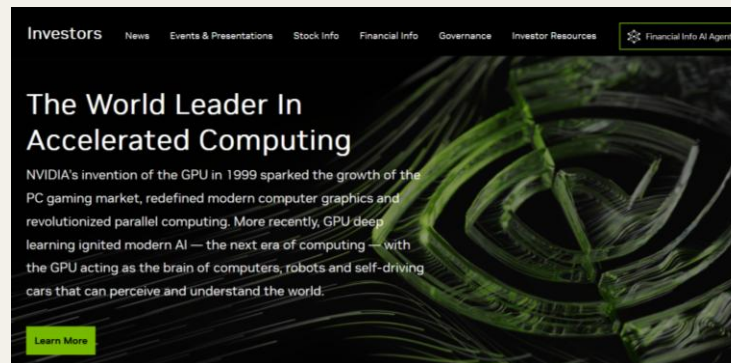 Investors News Events & Presentations Stock Info Financial Info Governance Investor Resources Financial Info AI Agent
The World Leader In
Accelerated Computing
NVIDIA's invention of the GPU in 1999 sparked the growth of the
PC gaming market, redefined modern computer graphics and
revolutionized parallel computing. More recently, GPU deep
learning ignited modern AI — the next era of computing — with
the GPU acting as the brain of computers, robots and self-driving
cars that can perceive and understand the world.
Learn More